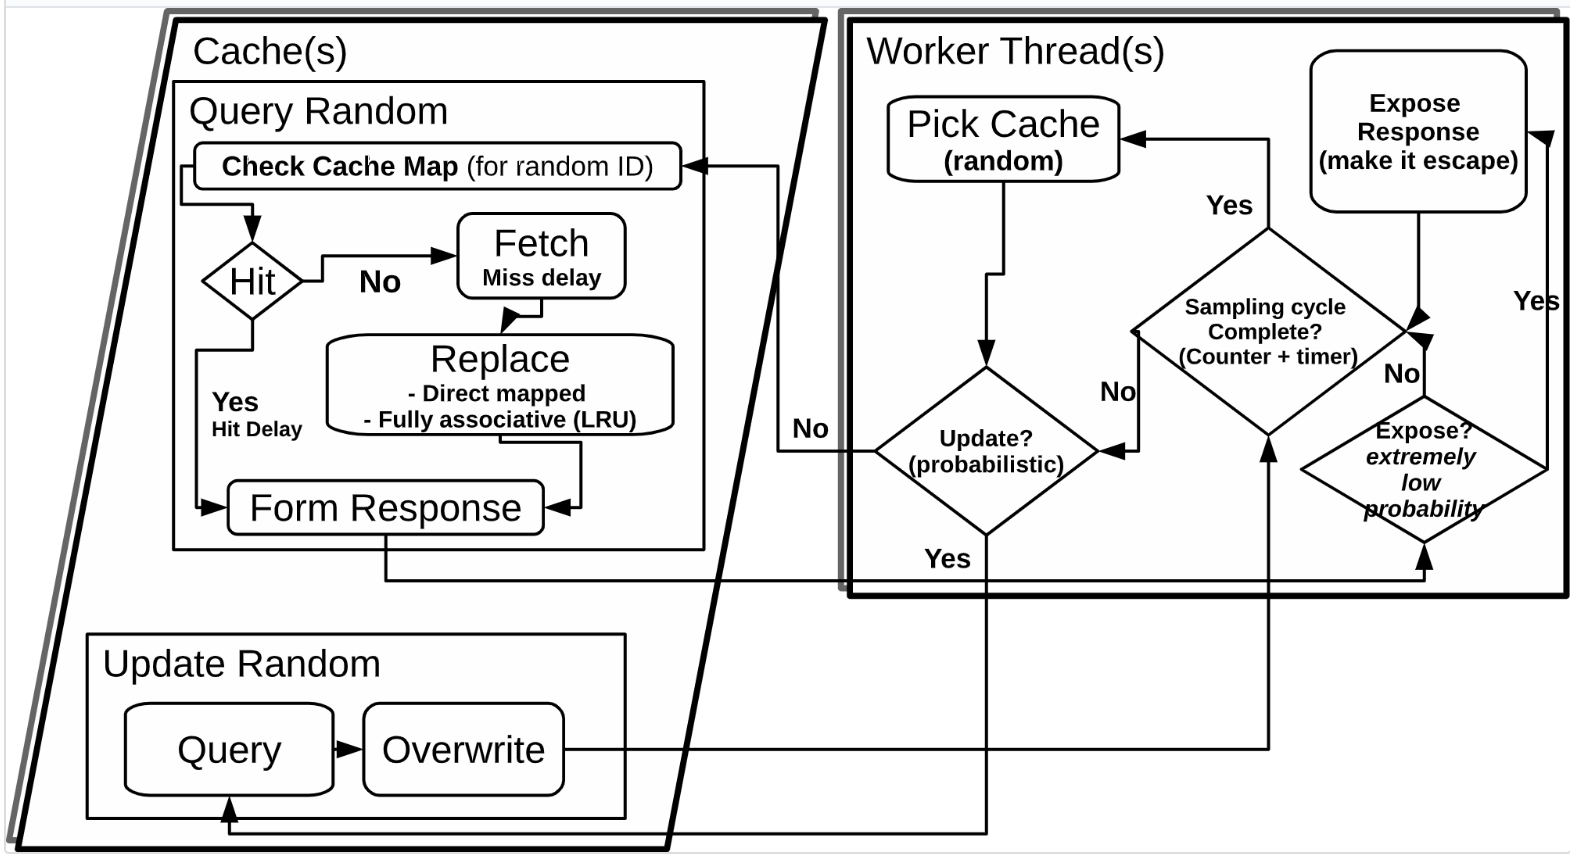 Cache(s)
Query Random
Check Cache Map (for random ID)
Hit
No
Fetch
Miss delay
Replace
- Direct mapped
- Fully associative (LRU)
Yes
Hit Delay
Form Response
Update Random
Query
Overwrite
Worker Thread(s)
Pick Cache
(random)
Expose
Response
(make it escape)
Yes
Sampling cycle
Complete?
(Counter + timer)
Yes
No
No
Update?
(probabilistic)
No
Yes
Expose?
extremely
low
probability